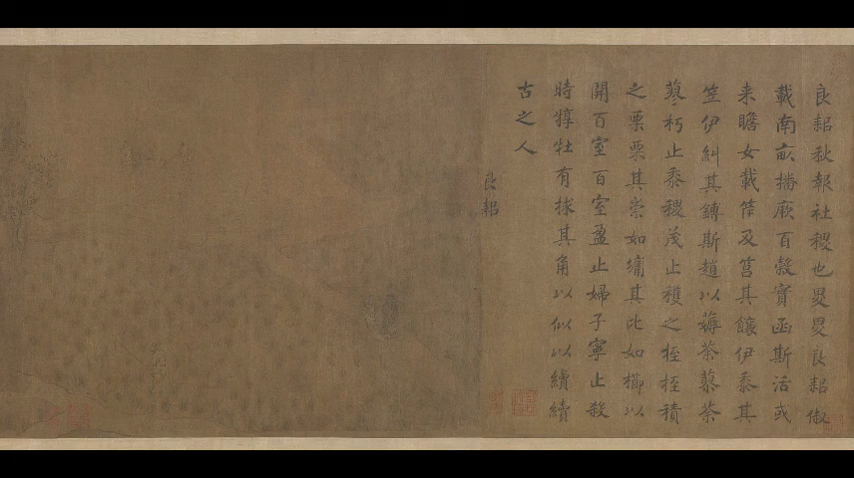 良耜秋報社稷也畟畟良耜俶
載南畝播厥百穀實函斯活或
来瞻女載筐及筥其饟伊黍其
笠伊糾其鎛斯趙以薅荼蓼荼
蓼朽止黍稷茂止穫之挃挃積
之栗栗其崇如墉其比如櫛以
開百室百室盈止婦子寧止殺
時犉牡有捄其角以似以續續
古之人
良耜